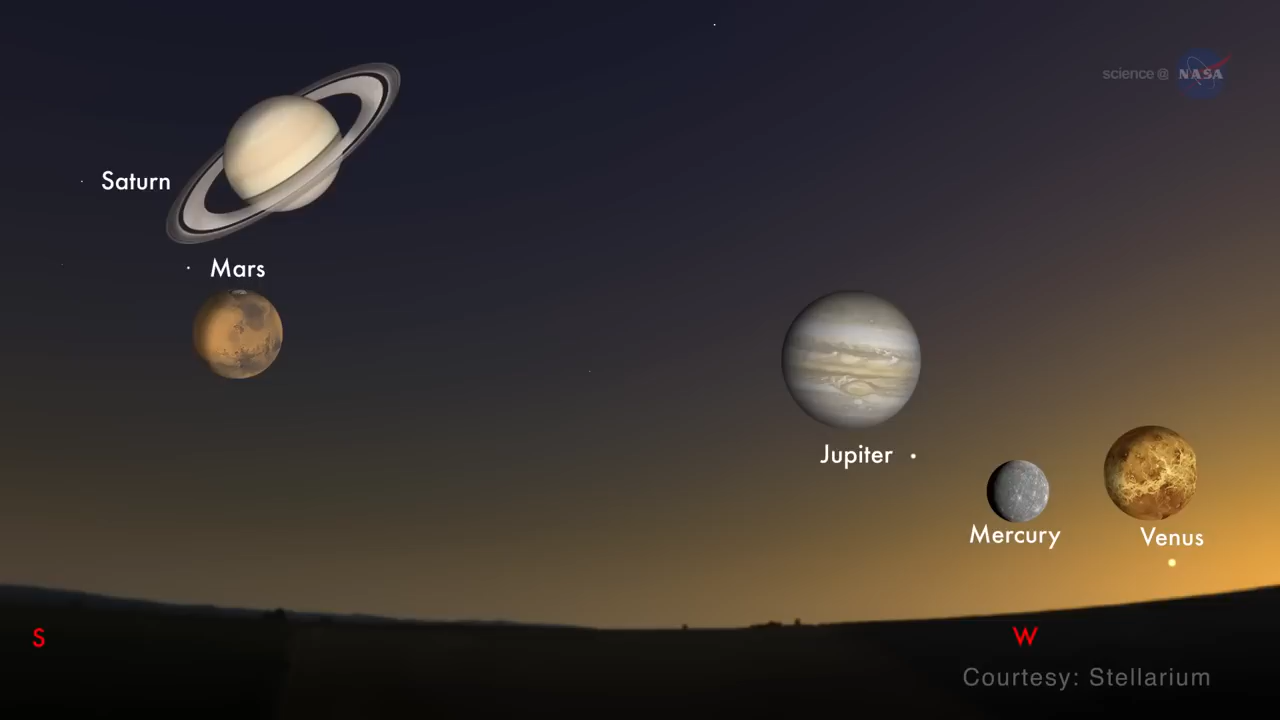 science@ NASA
Saturn
Mars
Jupiter
Mercury
Venus
S
W
Courtesy: Stellarium